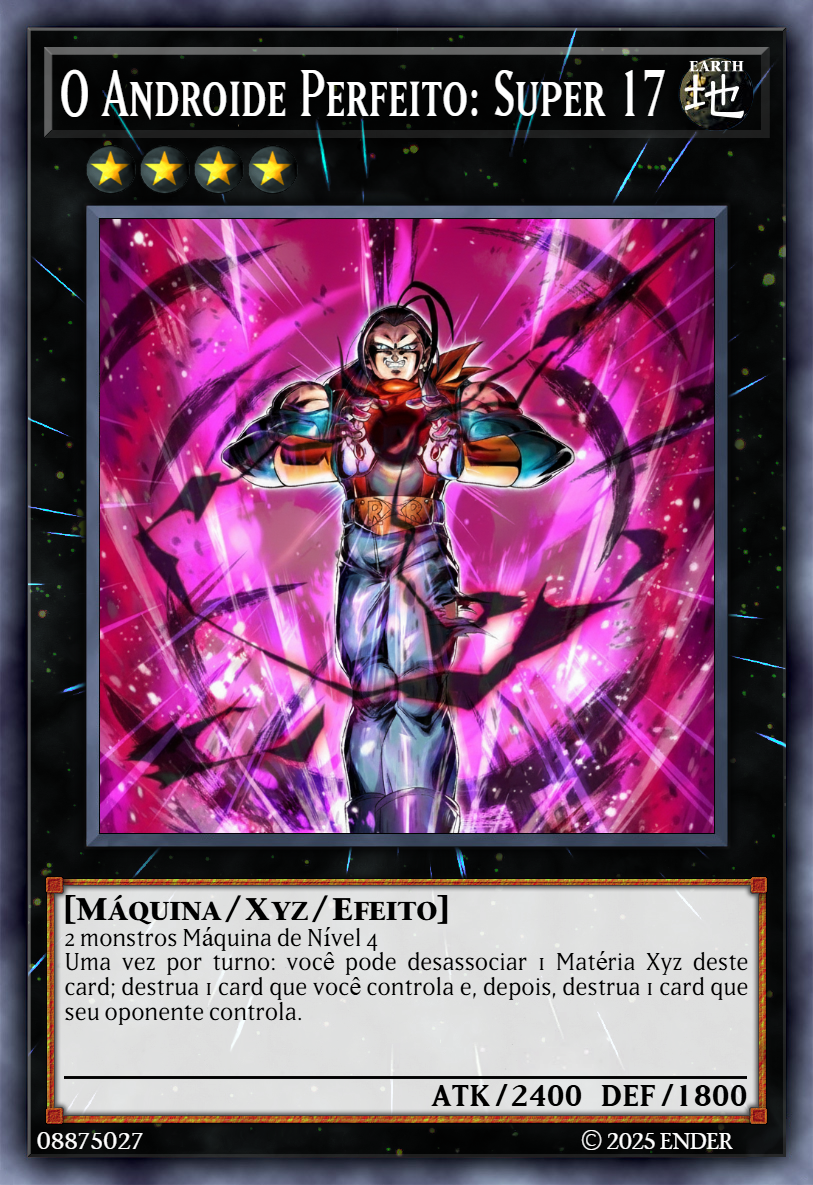 O Androide Perfeito: Super 17
EARTH
地
[Máquina/Xyz/Efeito]
2 monstros Máquina de Nível 4
Uma vez por turno: você pode desassociar 1 Matéria Xyz deste
card; destrua 1 card que você controla e, depois, destrua 1 card que
seu oponente controla.
ATK/2400 DEF/1800
08875027
© 2025 ENDER